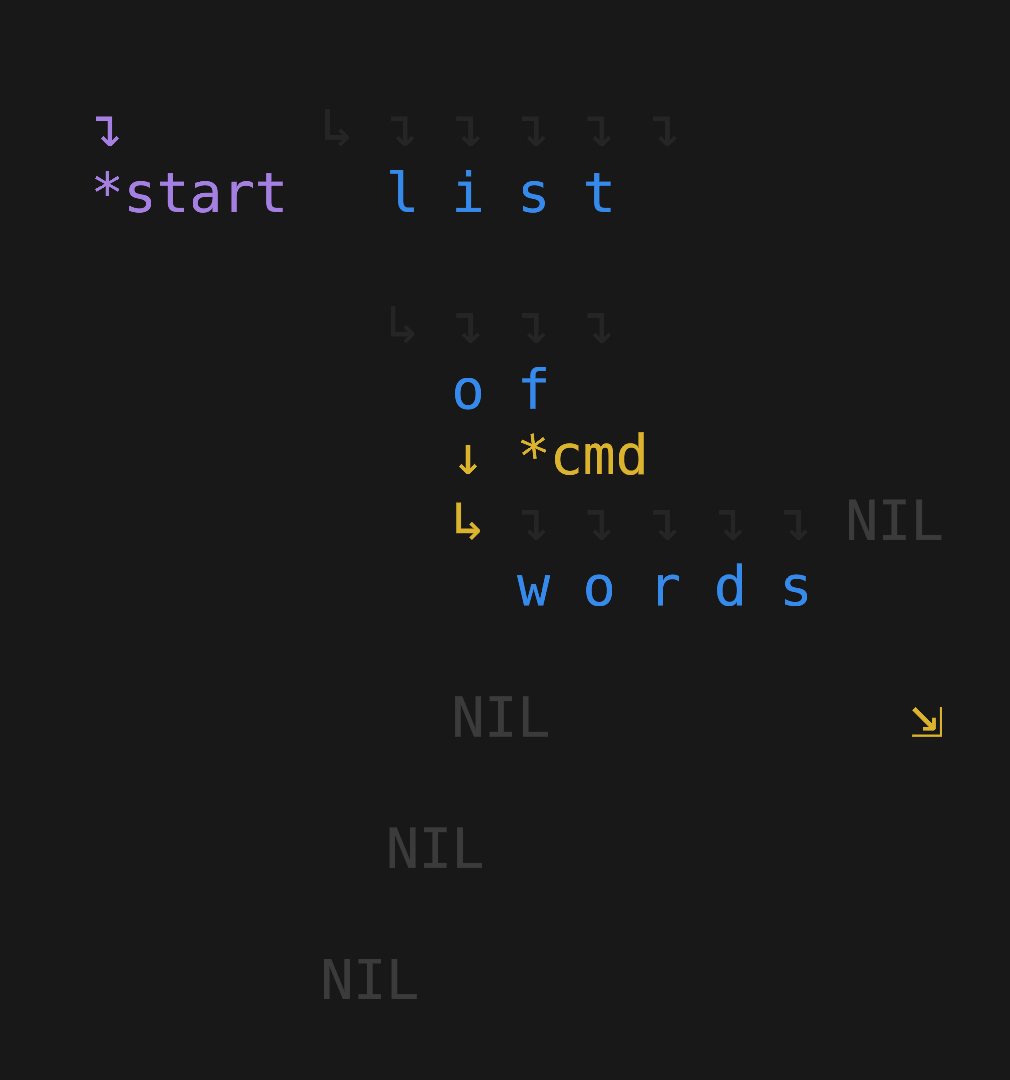 ↴ ↳ ↴ ↴ ↴ ↴ ↴
*start l i s t
↳ ↴ ↴ ↴
o f
↓ *cmd
↳ ↴ ↴ ↴ ↴ ↴ NIL
w o r d s
NIL ⇲
NIL
NIL